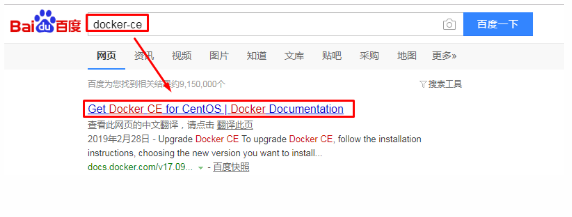 Bai du 百度 docker-ce 百度一下
网页 资讯 视频 图片 知道 文库 贴吧 采购 地图 更多»
百度为您找到相关结果约9,150,000个 搜索工具
Get Docker CE for CentOS | Docker Documentation
查看此网页的中文翻译，请点击 翻译此页
2019年2月28日 - Upgrade Docker CE To upgrade Docker CE, follow the installation
instructions, choosing the new version you want to install...
docs.docker.com/v17.09... - 百度快照